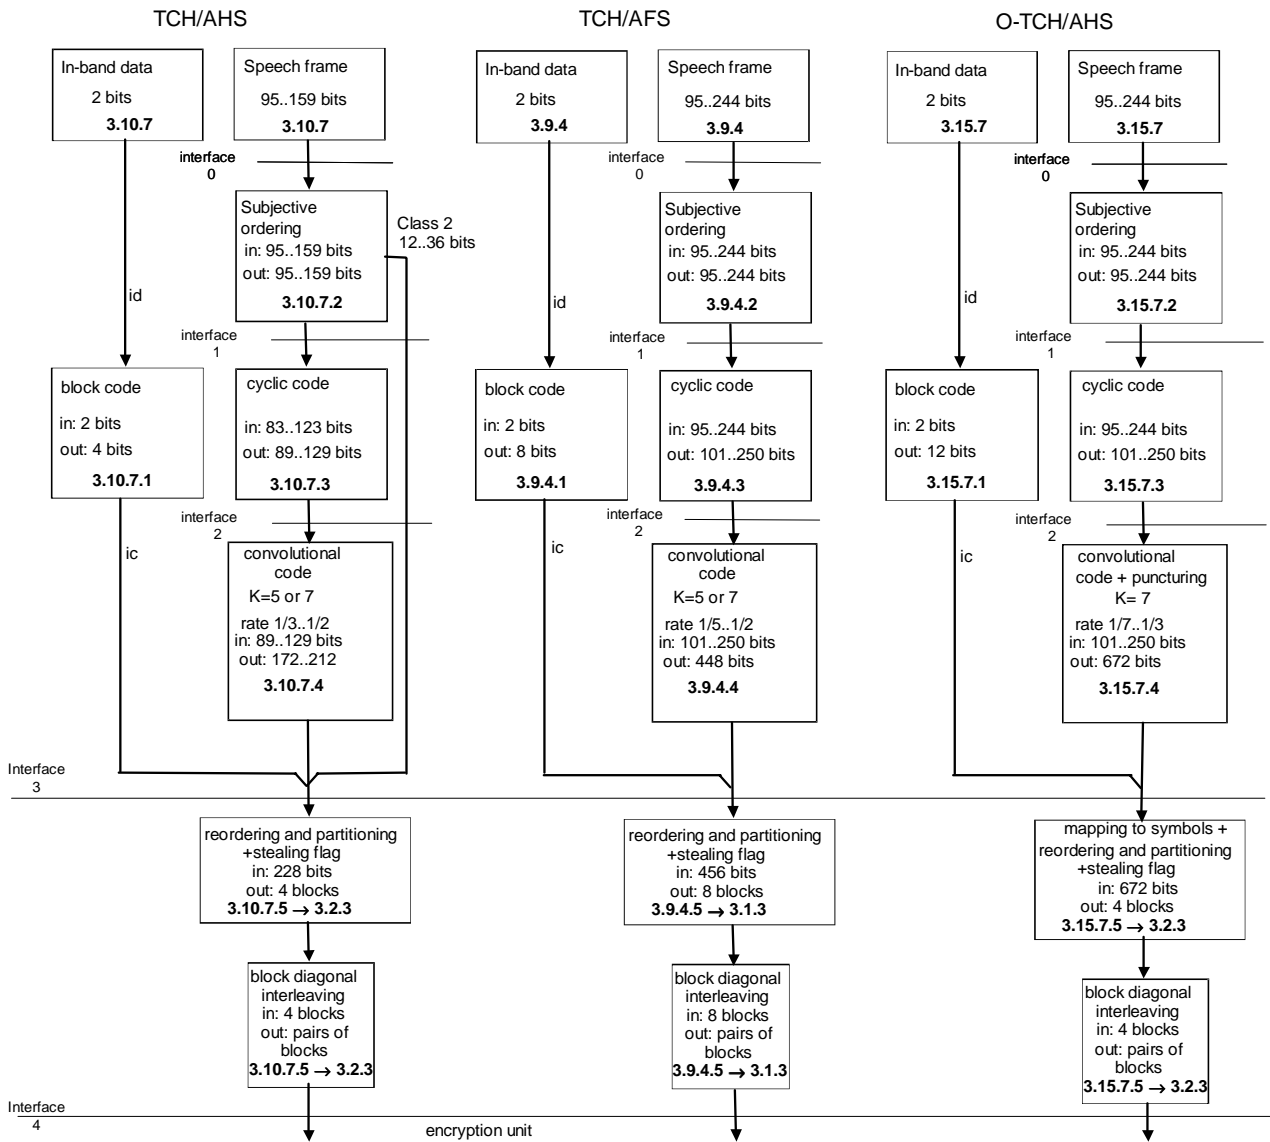 TCH/AHS
In-band data
2 bits
3.10.7
Speech frame
95..159 bits
3.10.7
interface
0
Subjective
ordering
in: 95..159 bits
out: 95..159 bits
3.10.7.2
Class 2
12..36 bits
id
interface
1
block code
in: 2 bits
out: 4 bits
3.10.7.1
cyclic code
in: 83..123 bits
out: 89..129 bits
3.10.7.3
interface
2
ic
convolutional
code
K=5 or 7
rate 1/3..1/2
in: 89..129 bits
out: 172..212
3.10.7.4
TCH/AFS
In-band data
2 bits
3.9.4
Speech frame
95..244 bits
3.9.4
interface
0
Subjective
ordering
in: 95..244 bits
out: 95..244 bits
3.9.4.2
id
interface
1
block code
in: 2 bits
out: 8 bits
3.9.4.1
cyclic code
in: 95..244 bits
out: 101..250 bits
3.9.4.3
interface
2
ic
convolutional
code
K=5 or 7
rate 1/5..1/2
in: 101..250 bits
out: 448 bits
3.9.4.4
O-TCH/AHS
In-band data
2 bits
3.15.7
Speech frame
95..244 bits
3.15.7
interface
0
Subjective
ordering
in: 95..244 bits
out: 95..244 bits
3.15.7.2
id
interface
1
block code
in: 2 bits
out: 12 bits
3.15.7.1
cyclic code
in: 95..244 bits
out: 101..250 bits
3.15.7.3
interface
2
ic
convolutional
code + puncturing
K= 7
rate 1/7..1/3
in: 101..250 bits
out: 672 bits
3.15.7.4
Interface
3
reordering and partitioning
+stealing flag
in: 228 bits
out: 4 blocks
3.10.7.5 → 3.2.3
block diagonal
interleaving
in: 4 blocks
out: pairs of
blocks
3.10.7.5 → 3.2.3
reordering and partitioning
+stealing flag
in: 456 bits
out: 8 blocks
3.9.4.5 → 3.1.3
block diagonal
interleaving
in: 8 blocks
out: pairs of
blocks
3.9.4.5 → 3.1.3
mapping to symbols +
reordering and partitioning
+stealing flag
in: 672 bits
out: 4 blocks
3.15.7.5 → 3.2.3
block diagonal
interleaving
in: 4 blocks
out: pairs of
blocks
3.15.7.5 → 3.2.3
Interface
4
encryption unit